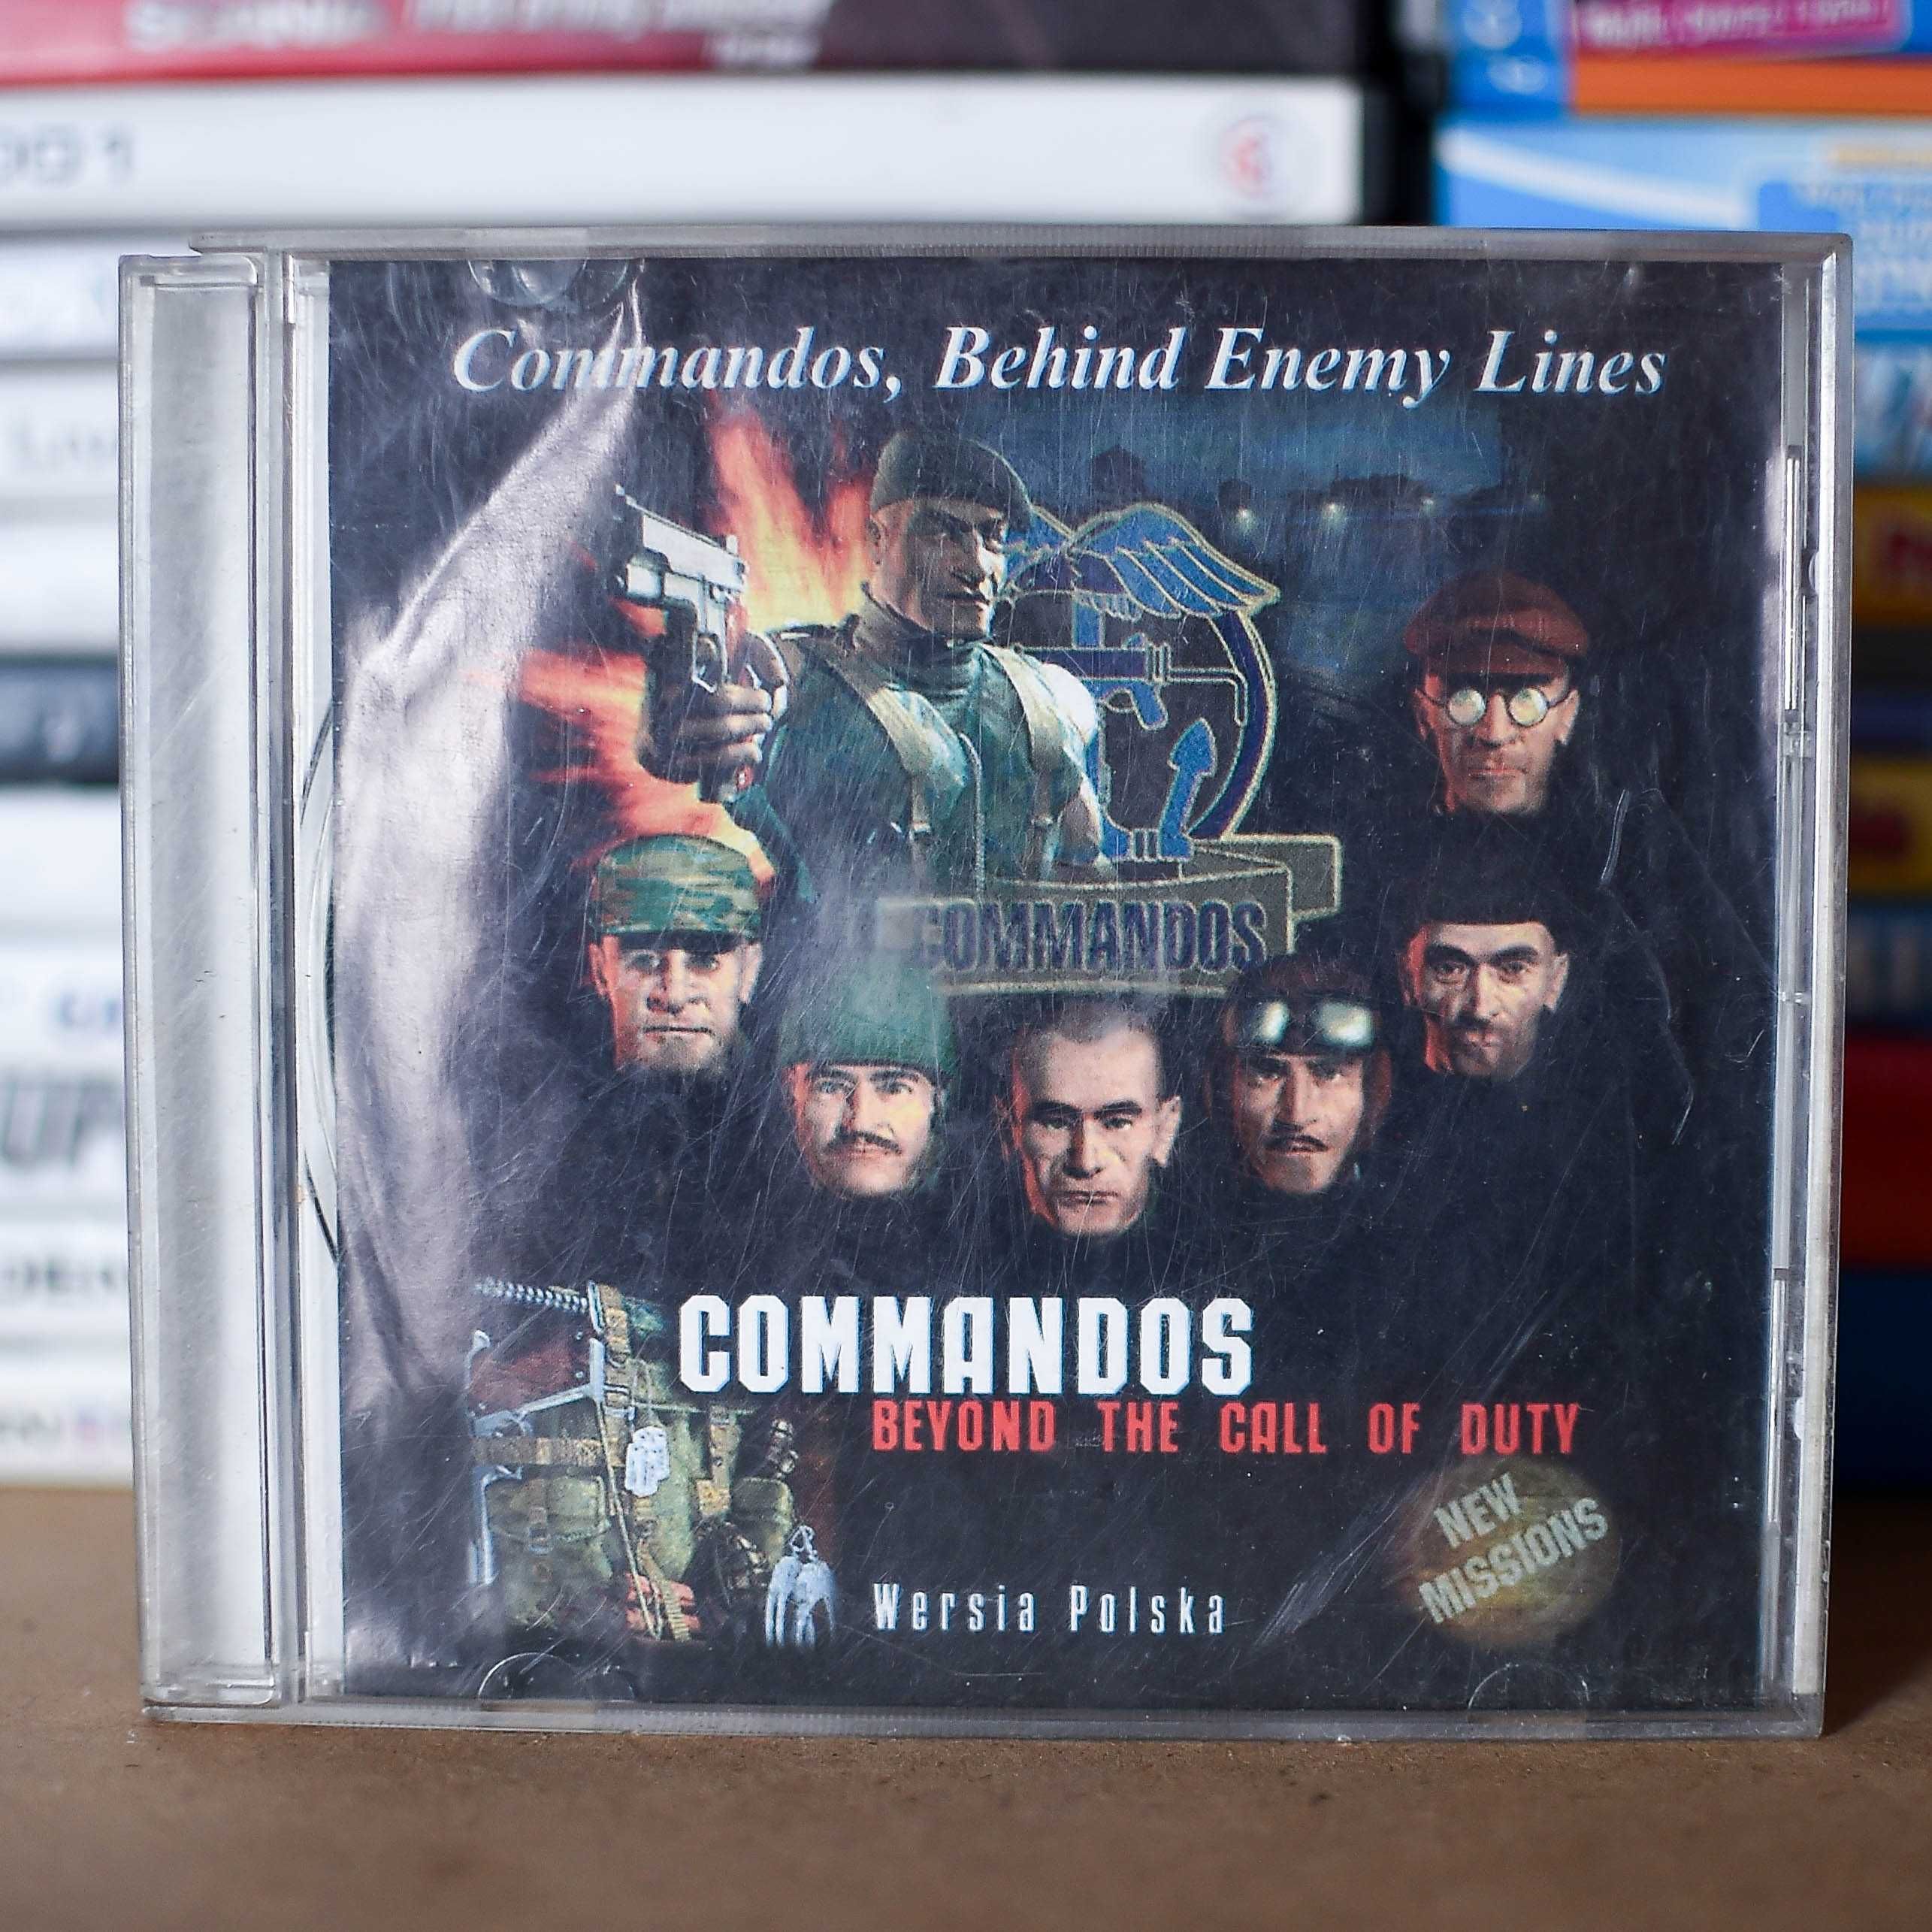 Commandos, Behind Enemy Lines
COMMANDOS
COMMANDOS
BEYOND THE CALL OF DUTY
NEW
MISSIONS
Wersia Polska